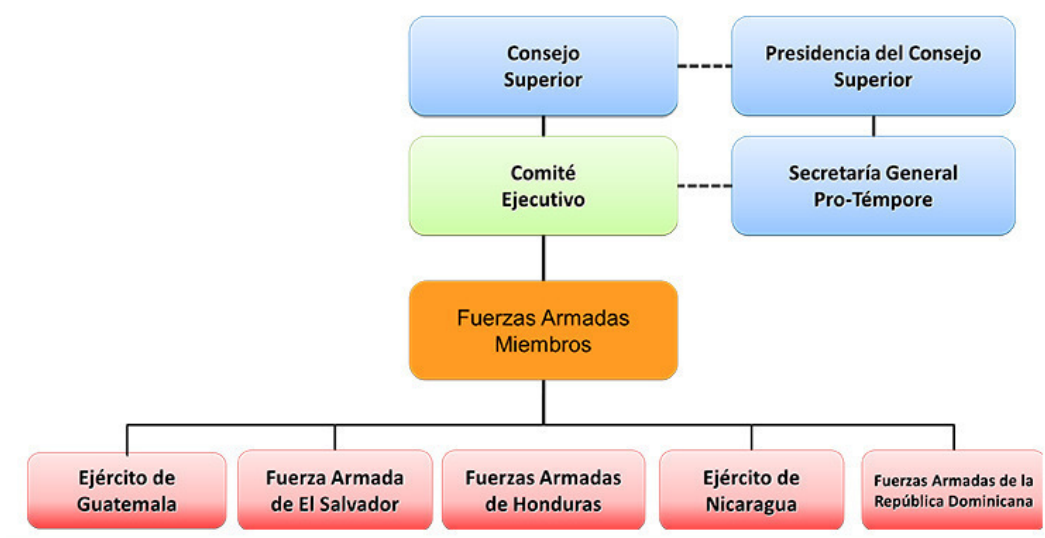 Consejo
Superior
Presidencia del Consejo
Superior
Comité
Ejecutivo
Secretaría General
Pro-Témpore
Fuerzas Armadas
Miembros
Ejército de
Guatemala
Fuerza Armada
de El Salvador
Fuerzas Armadas
de Honduras
Ejército de
Nicaragua
Fuerzas Armadas de la
República Dominicana